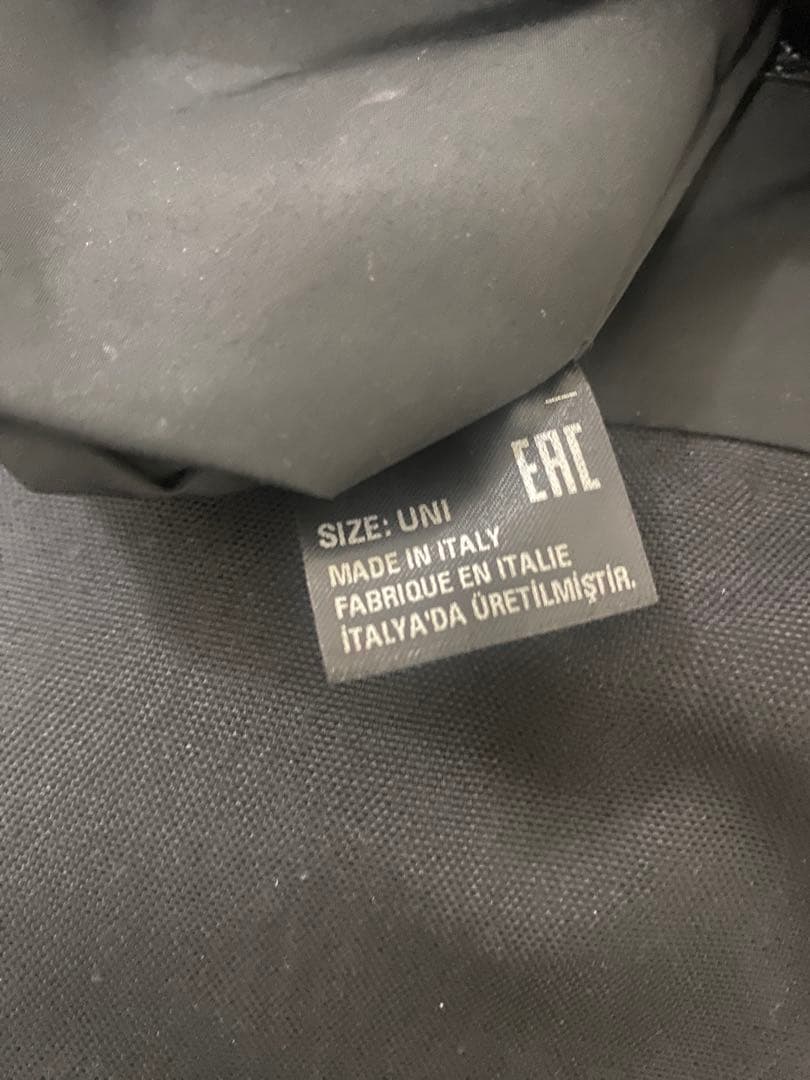 EAC
SIZE: UNI
MADE IN ITALY
FABRIQUE EN ITALIE
İTALYA'DA ÜRETİLMİŞTİR.